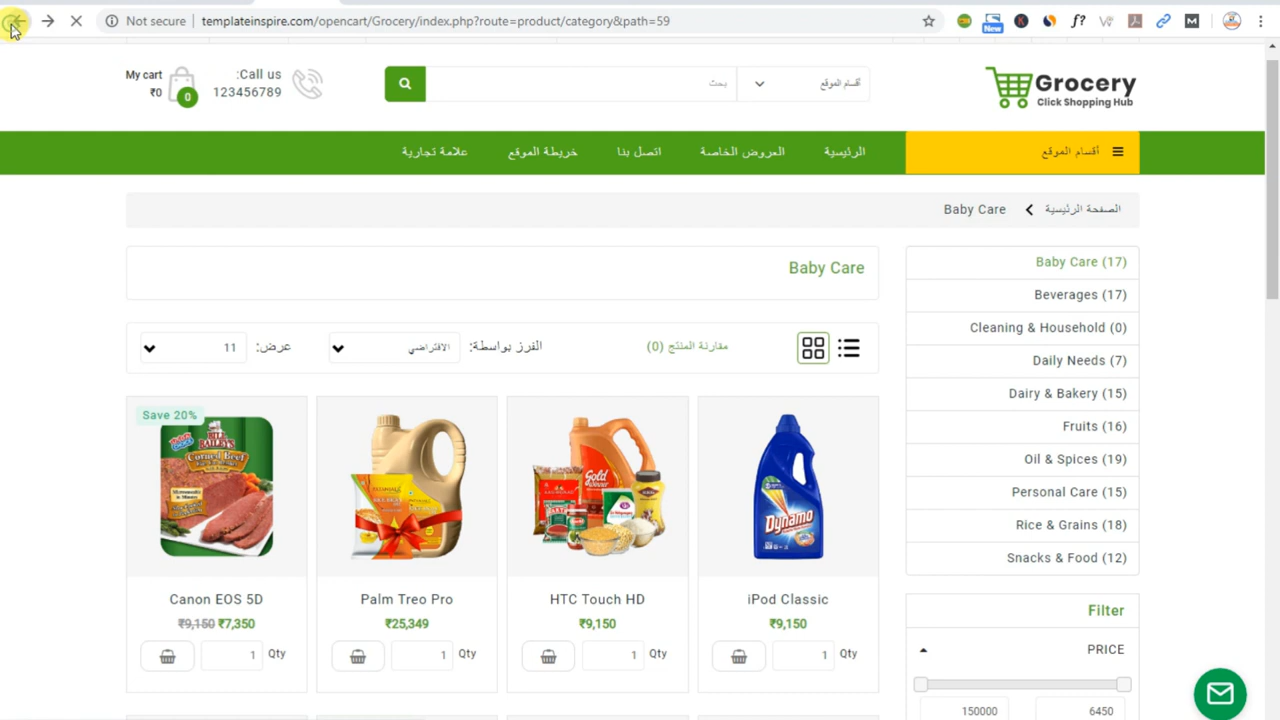 Not secure | templateinspire.com/opencart/Grocery/index.php?route=product/category&path=59
New
My cart
₹0
0
:Call us
123456789
بحث
أقسام الموقع
Grocery
Click Shopping Hub
أقسام الموقع
الرئيسية
العروض الخاصة
اتصل بنا
خريطة الموقع
علامة تجارية
الصفحة الرئيسية
Baby Care
Baby Care
مقارنة المنتج (0)
الفرز بواسطة:
الافتراضي
عرض:
11
Baby Care (17)
Beverages (17)
Cleaning & Household (0)
Daily Needs (7)
Dairy & Bakery (15)
Fruits (16)
Oil & Spices (19)
Personal Care (15)
Rice & Grains (18)
Snacks & Food (12)
Save 20%
Corned Beef
Gold
winner
Dynamo
Canon EOS 5D
₹9,150 ₹7,350
1
Qty
Palm Treo Pro
₹25,349
1
Qty
HTC Touch HD
₹9,150
1
Qty
iPod Classic
₹9,150
1
Qty
Filter
PRICE
150000
6450